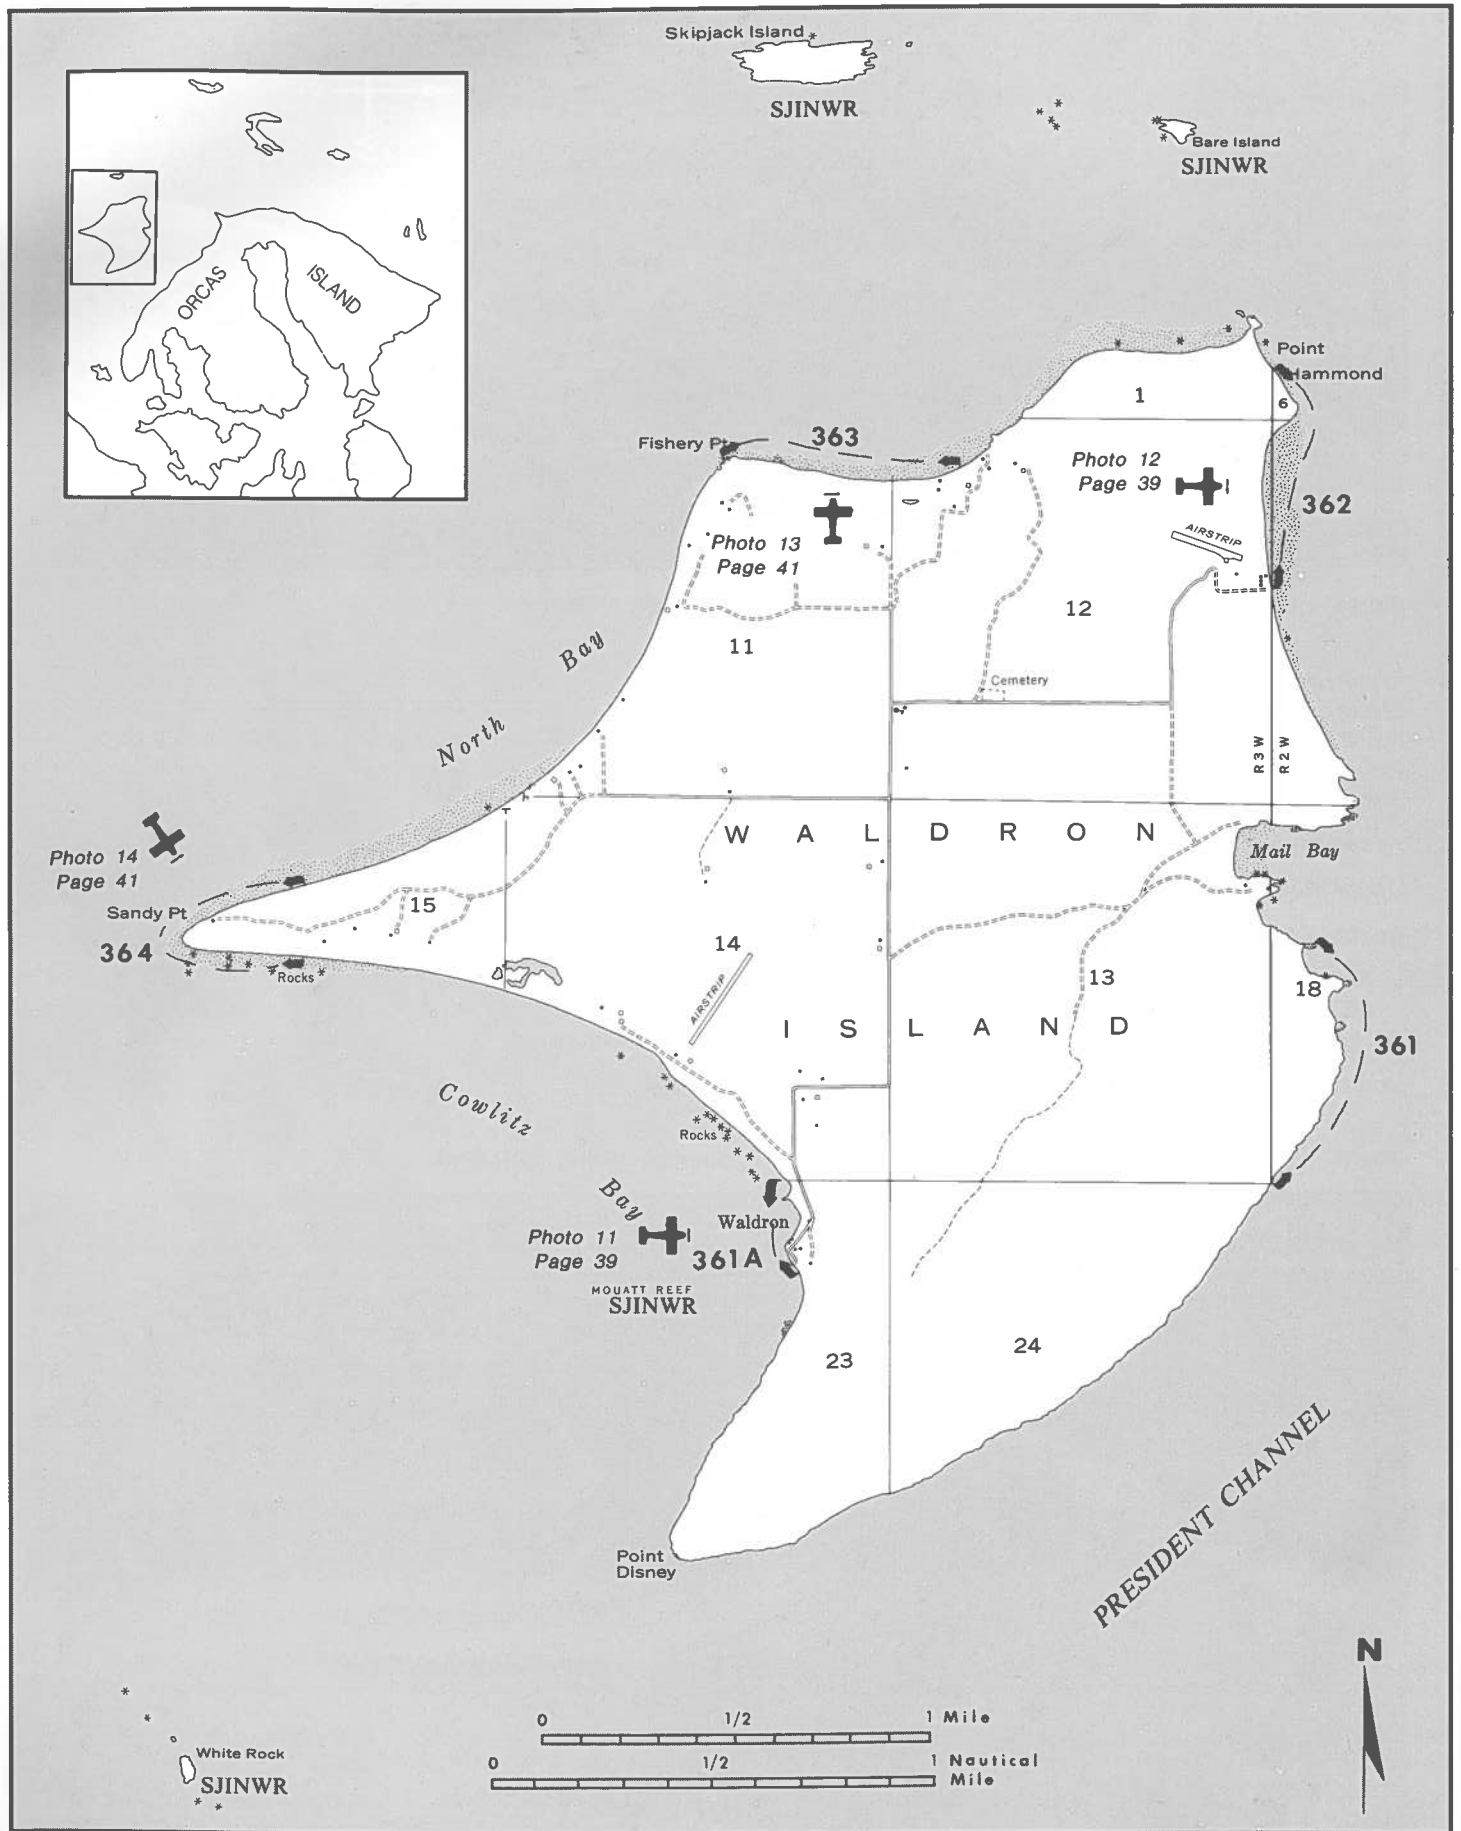 Skipjack Island
SJINWR
Bare Island
SJINWR
ORCAS
ISLAND
Point
Hammond
1
6
Fishery Pt
363
Photo 12
Page 39
362
AIRSTRIP
Photo 13
Page 41
12
11
Bay
North
Cemetery
R 3 W
R 2 W
WALDRON
Mail Bay
Photo 14
Page 41
Sandy Pt
364
15
Rocks
14
AIRSTRIP
13
18
ISLAND
361
Cowlitz
Bay
Rocks
Waldron
Photo 11
Page 39
361A
MOUATT REEF
SJINWR
23
24
PRESIDENT CHANNEL
Point
Disney
N
0 1/2 1 Mile
0 1/2 1 Nautical
Mile
White Rock
SJINWR